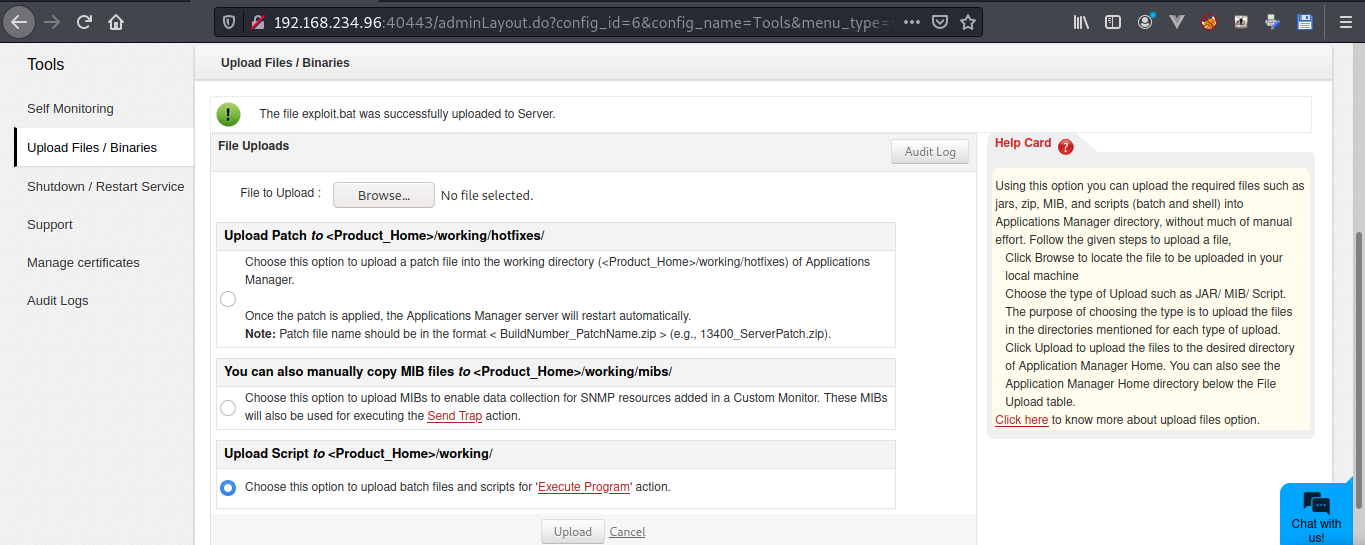 192.168.234.96:40443/adminLayout.do?config_id=6&config_name=Tools&menu_type=
Tools
Self Monitoring
Upload Files / Binaries
Shutdown / Restart Service
Support
Manage certificates
Audit Logs
Upload Files / Binaries
The file exploit.bat was successfully uploaded to Server.
File Uploads
Audit Log
File to Upload :
Browse...
No file selected.
Upload Patch to <Product_Home>/working/hotfixes/
Choose this option to upload a patch file into the working directory (<Product_Home>/working/hotfixes) of Applications
Manager.
Once the patch is applied, the Applications Manager server will restart automatically.
Note: Patch file name should be in the format < BuildNumber_PatchName.zip > (e.g., 13400_ServerPatch.zip).
You can also manually copy MIB files to <Product_Home>/working/mibs/
Choose this option to upload MIBs to enable data collection for SNMP resources added in a Custom Monitor. These MIBs
will also be used for executing the Send Trap action.
Upload Script to <Product_Home>/working/
Choose this option to upload batch files and scripts for 'Execute Program' action.
Upload
Cancel
Help Card ?
Using this option you can upload the required files such as
jars, zip, MIB, and scripts (batch and shell) into
Applications Manager directory, without much of manual
effort. Follow the given steps to upload a file,
Click Browse to locate the file to be uploaded in your
local machine
Choose the type of Upload such as JAR/ MIB/ Script.
The purpose of choosing the type is to upload the files
in the directories mentioned for each type of upload.
Click Upload to upload the files to the desired directory
of Application Manager Home. You can also see the
Application Manager Home directory below the File
Upload table.
Click here to know more about upload files option.
Chat with
us!